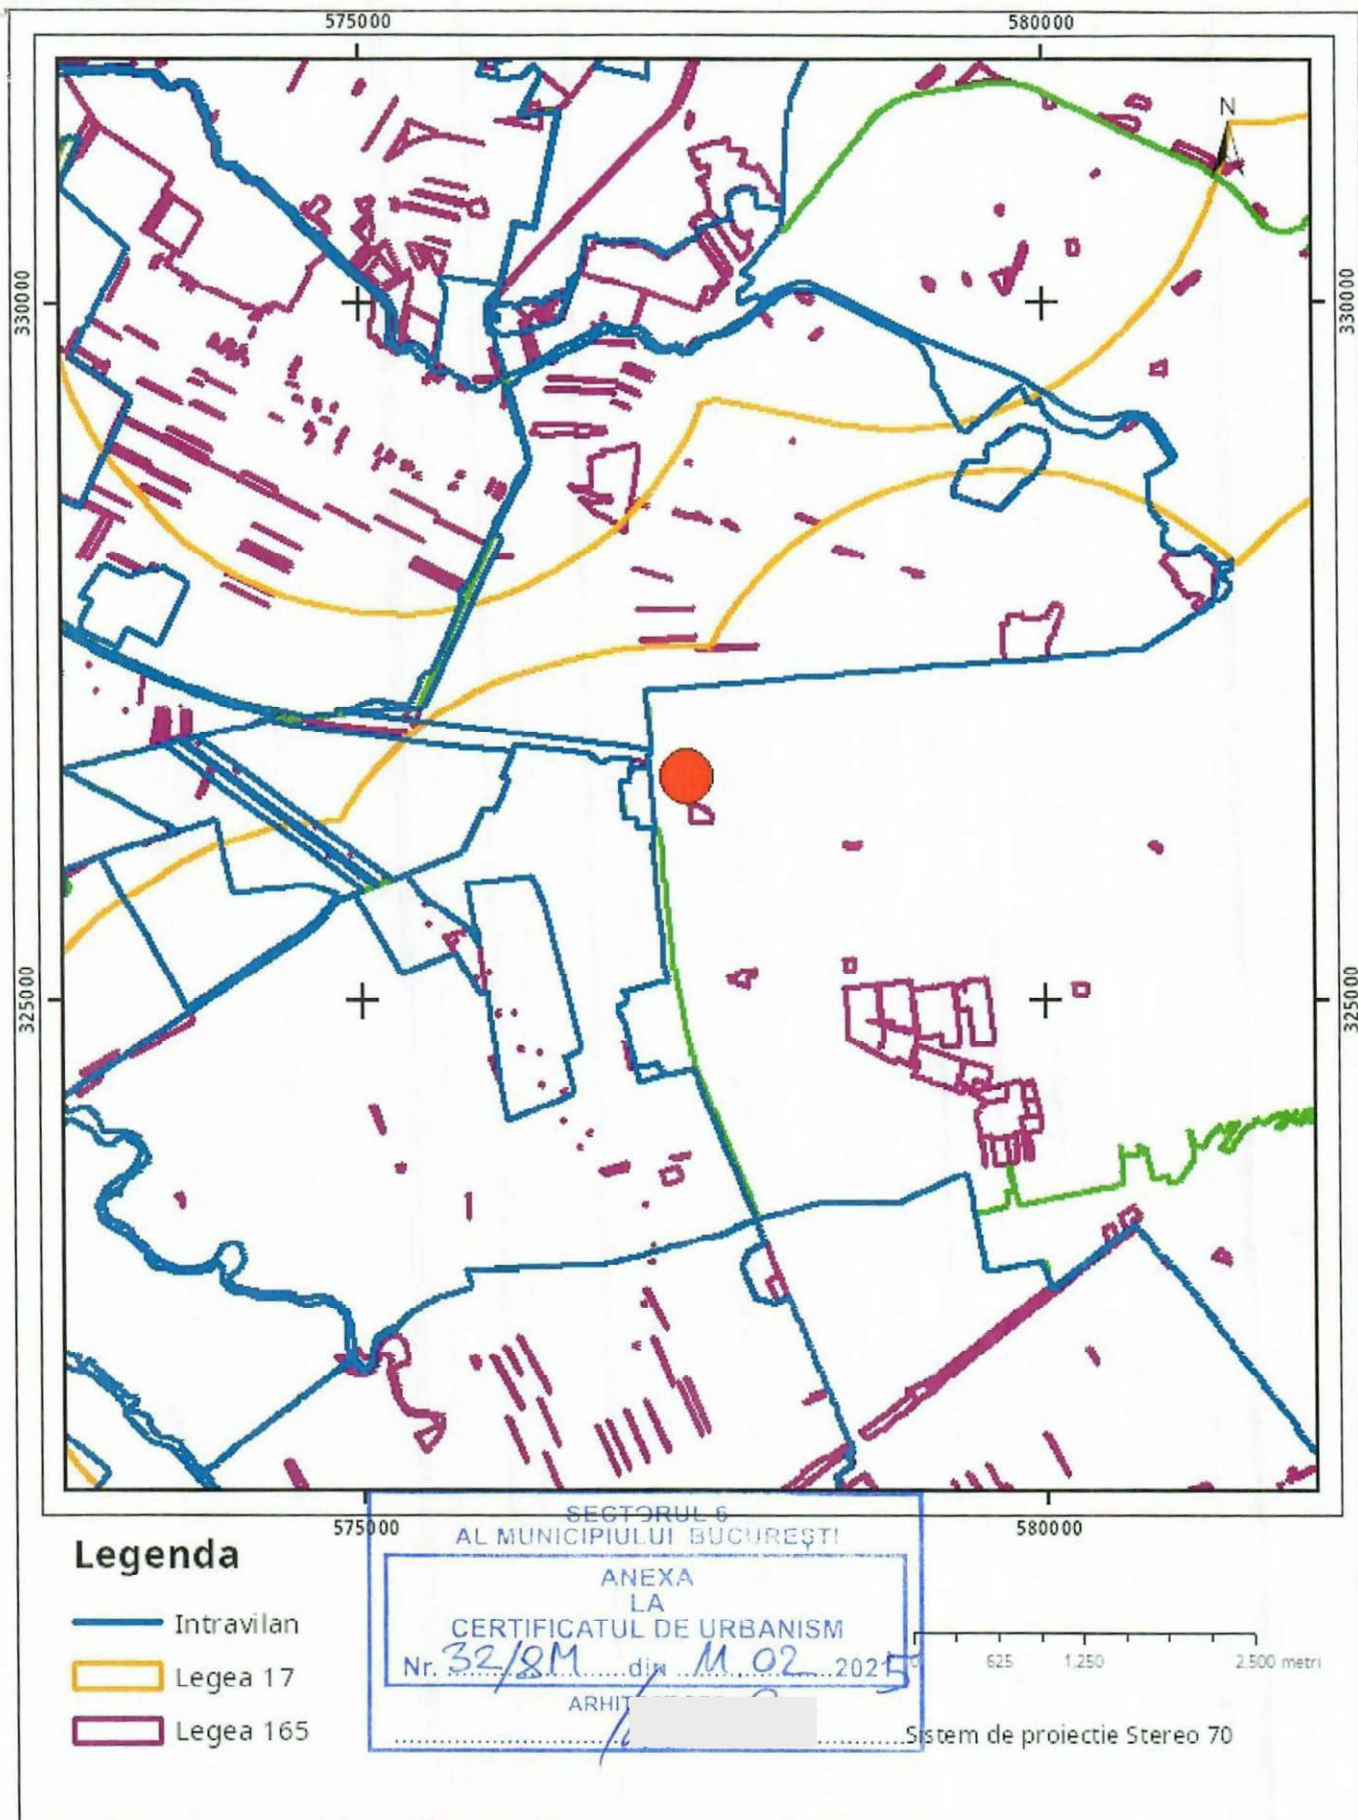 575000 580000
N
330000 330000
325000 325000
575000 580000
Legenda
Intravilan
Legea 17
Legea 165
SECTORUL 6
AL MUNICIPIULUI BUCUREȘTI
ANEXA
LA
CERTIFICATUL DE URBANISM
Nr. 32/8M din 11.02 2025
0 625 1.250 2.500 metri
Sistem de proiectie Stereo 70